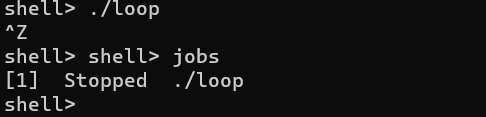 shell> ./loop
^Z
shell> shell> jobs
[1]  Stopped  ./loop
shell>